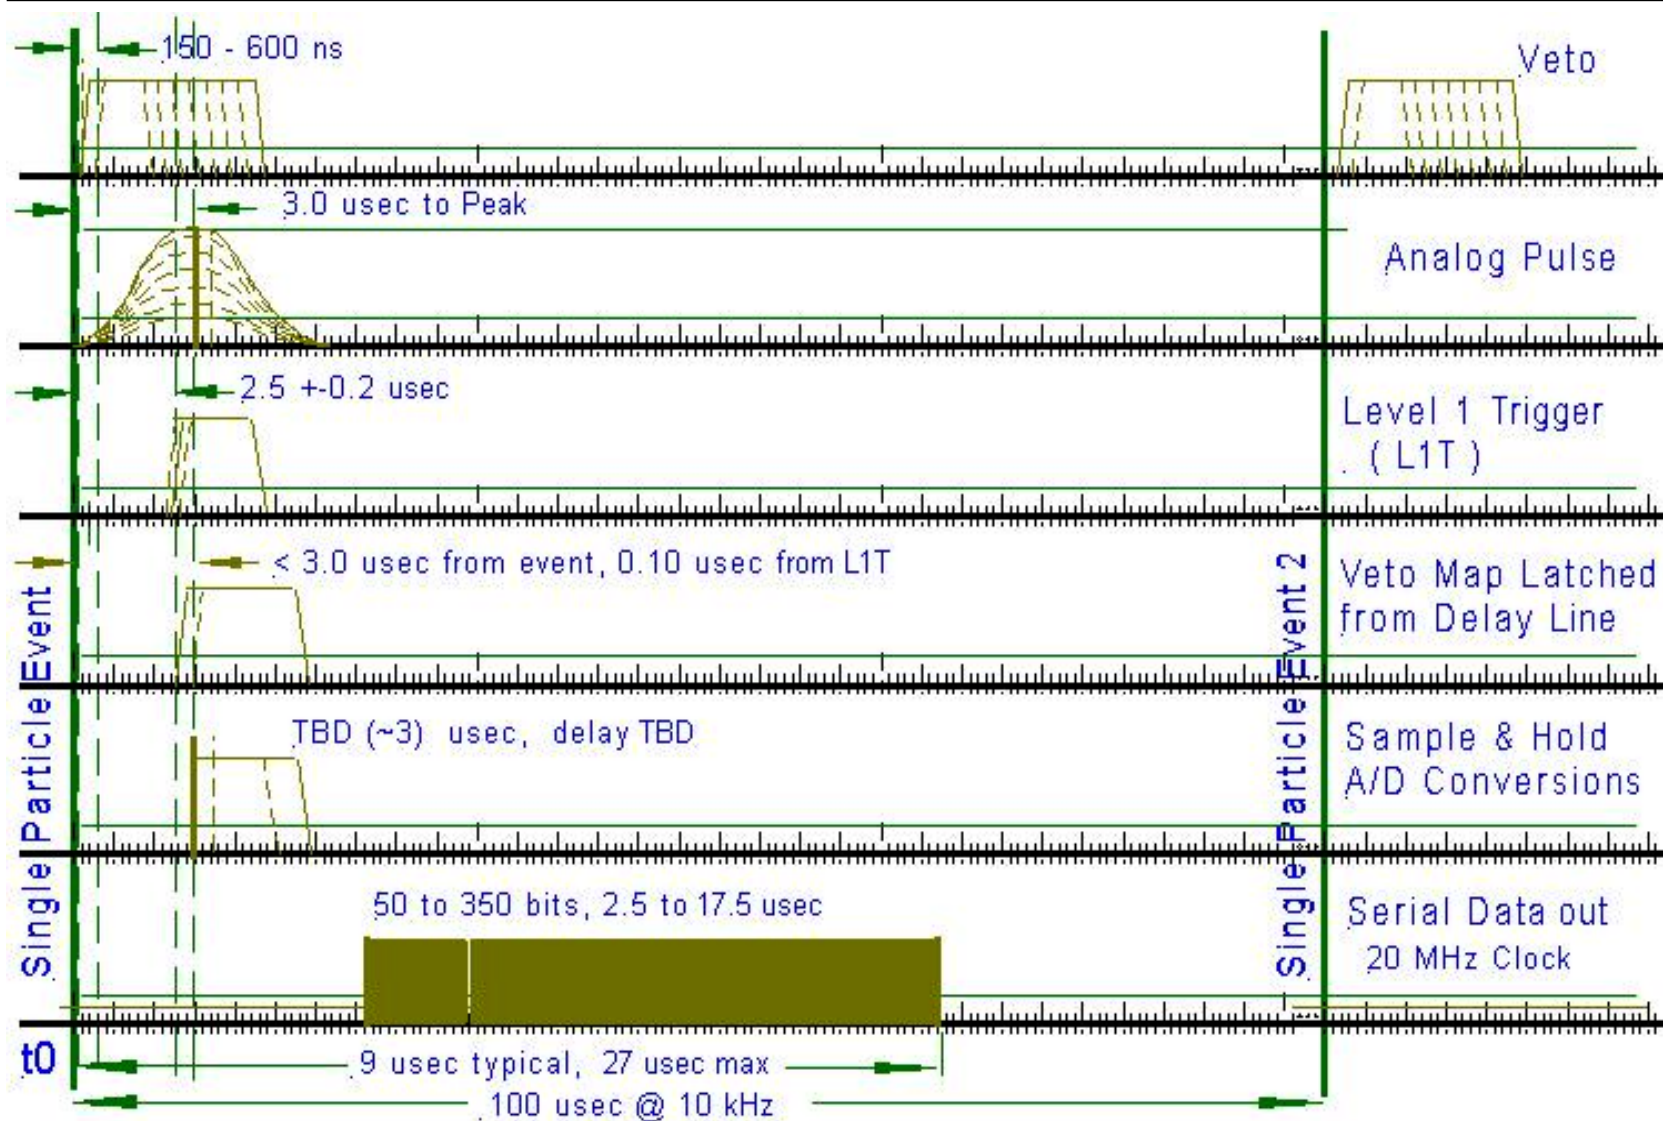 150 - 600 ns
Veto
3.0 usec to Peak
Analog Pulse
2.5 +-0.2 usec
Level 1 Trigger
( L1T )
< 3.0 usec from event, 0.10 usec from L1T
Veto Map Latched
from Delay Line
TBD (~3) usec, delay TBD
Sample & Hold
A/D Conversions
50 to 350 bits, 2.5 to 17.5 usec
Serial Data out
20 MHz Clock
Single Particle Event
Single Particle Event 2
t0
9 usec typical, 27 usec max
100 usec @ 10 kHz